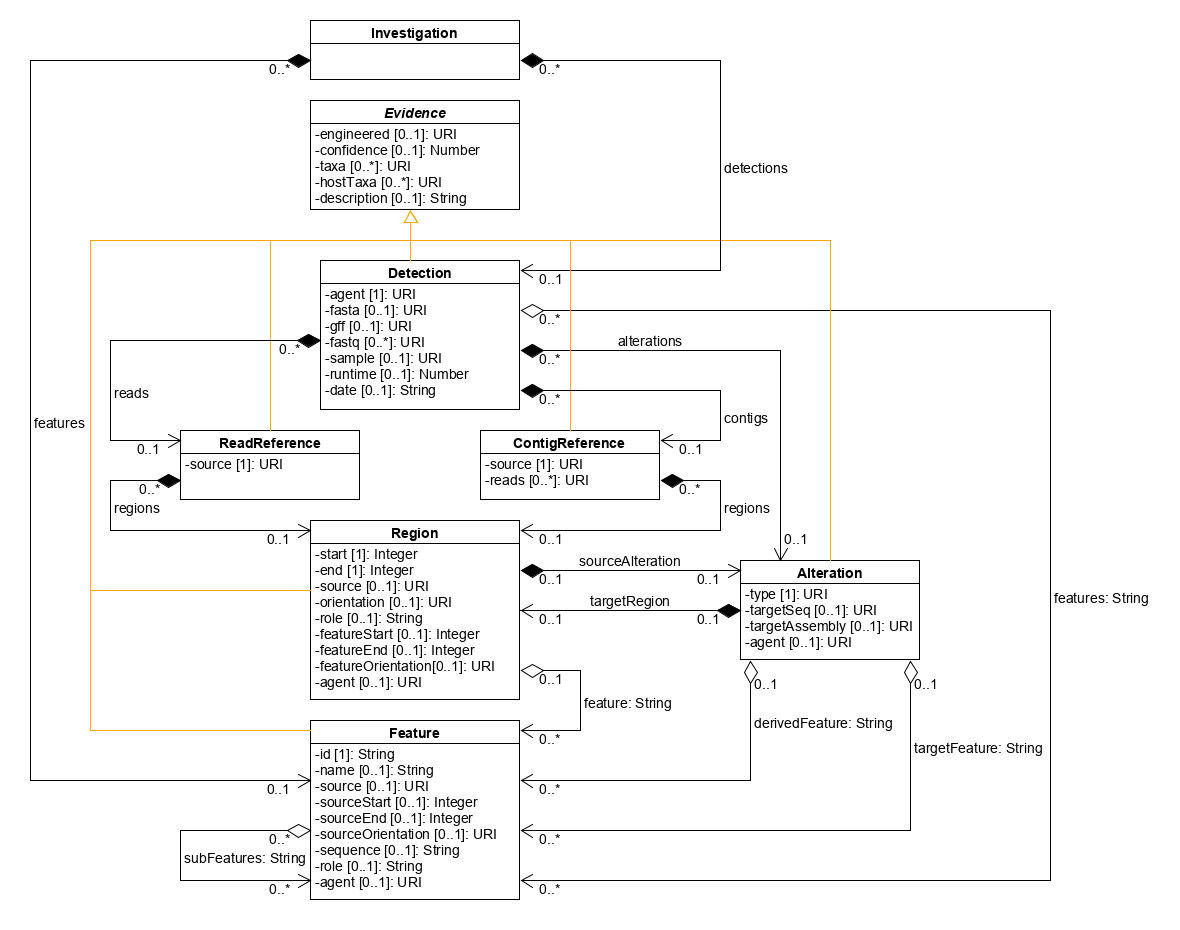 Investigation
0..*
0..*
Evidence
-engineered [0..1]: URI
-confidence [0..1]: Number
-taxa [0..*]: URI
-hostTaxa [0..*]: URI
-description [0..1]: String
detections
Detection
0..1
-agent [1]: URI
-fasta [0..1]: URI
-gff [0..1]: URI
-fastq [0..*]: URI
-sample [0..1]: URI
-runtime [0..1]: Number
-date [0..1]: String
0..*
0..*
alterations
0..*
0..*
reads
contigs
features
0..1
0..1
ReadReference
-source [1]: URI
ContigReference
-source [1]: URI
-reads [0..*]: URI
0..*
0..*
regions
regions
0..1
0..1
0..1
Region
-start [1]: Integer
-end [1]: Integer
-source [0..1]: URI
-orientation [0..1]: URI
-role [0..1]: String
-featureStart [0..1]: Integer
-featureEnd [0..1]: Integer
-featureOrientation[0..1]: URI
-agent [0..1]: URI
sourceAlteration
0..1
0..1
targetRegion
0..1
0..1
Alteration
-type [1]: URI
-targetSeq [0..1]: URI
-targetAssembly [0..1]: URI
-agent [0..1]: URI
features: String
0..1
0..1
0..1
feature: String
derivedFeature: String
0..*
targetFeature: String
Feature
-id [1]: String
-name [0..1]: String
-source [0..1]: URI
-sourceStart [0..1]: Integer
-sourceEnd [0..1]: Integer
-sourceOrientation [0..1]: URI
-sequence [0..1]: String
-role [0..1]: String
-agent [0..1]: URI
0..1
0..*
0..*
0..*
subFeatures: String
0..*
0..*